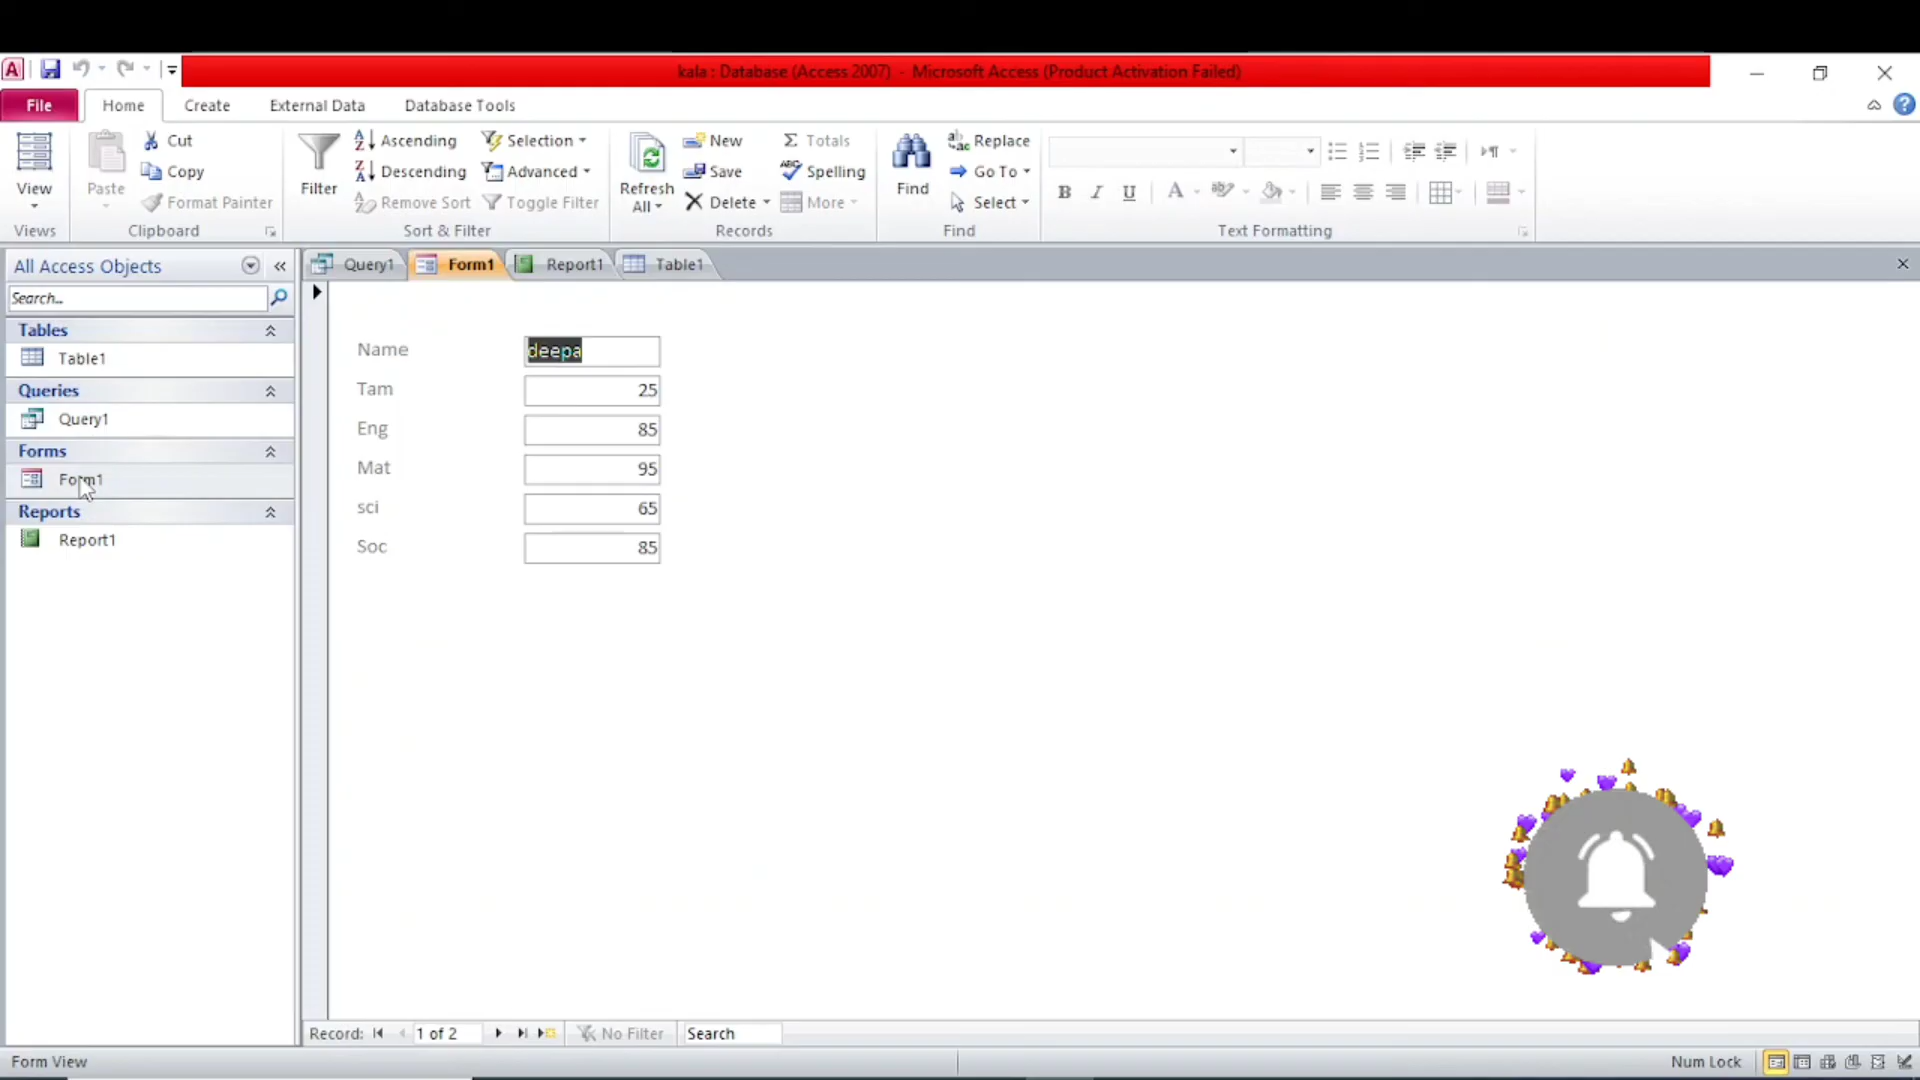 kala : Database (Access 2007) - Microsoft Access (Product Activation Failed)
File Home Create External Data Database Tools
View
Views
Paste
Cut
Copy
Format Painter
Clipboard
Filter
Ascending
Descending
Remove Sort
Selection
Advanced
Toggle Filter
Sort & Filter
Refresh
All
New
Save
Delete
Totals
Spelling
More
Records
Find
Replace
Go To
Select
Find
B I U A
Text Formatting
All Access Objects
Search...
Tables
Table1
Queries
Query1
Forms
Form1
Reports
Report1
Query1 Form1 Report1 Table1
Name deepa
Tam 25
Eng 85
Mat 95
sci 65
Soc 85
Record: 1 of 2 No Filter Search
Form View Num Lock